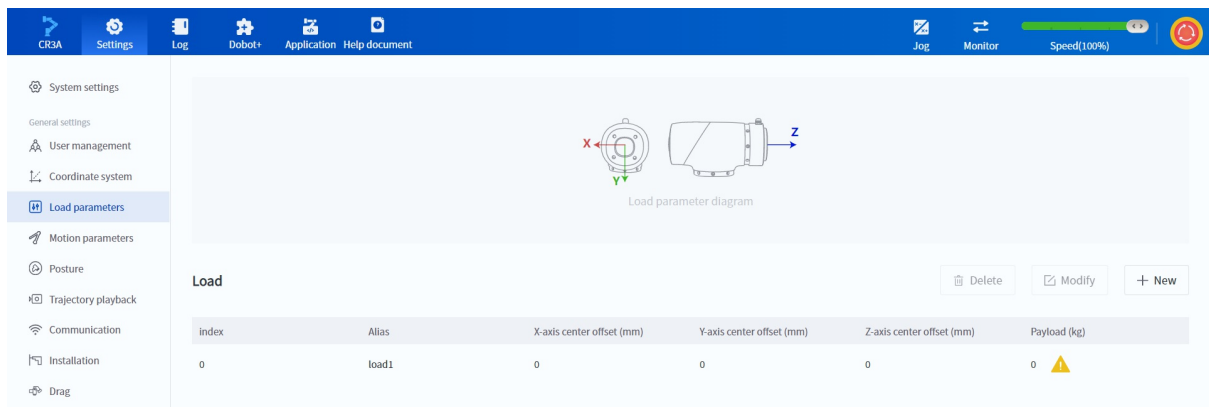 CR3A Settings Log Dobot+ Application Help document Jog Monitor Speed(100%)
System settings
General settings
User management
Coordinate system
Load parameters
Motion parameters
Posture
Trajectory playback
Communication
Installation
Drag
X
Y
Z
Load parameter diagram
Load Delete Modify + New
index Alias X-axis center offset (mm) Y-axis center offset (mm) Z-axis center offset (mm) Payload (kg)
0 load1 0 0 0 0